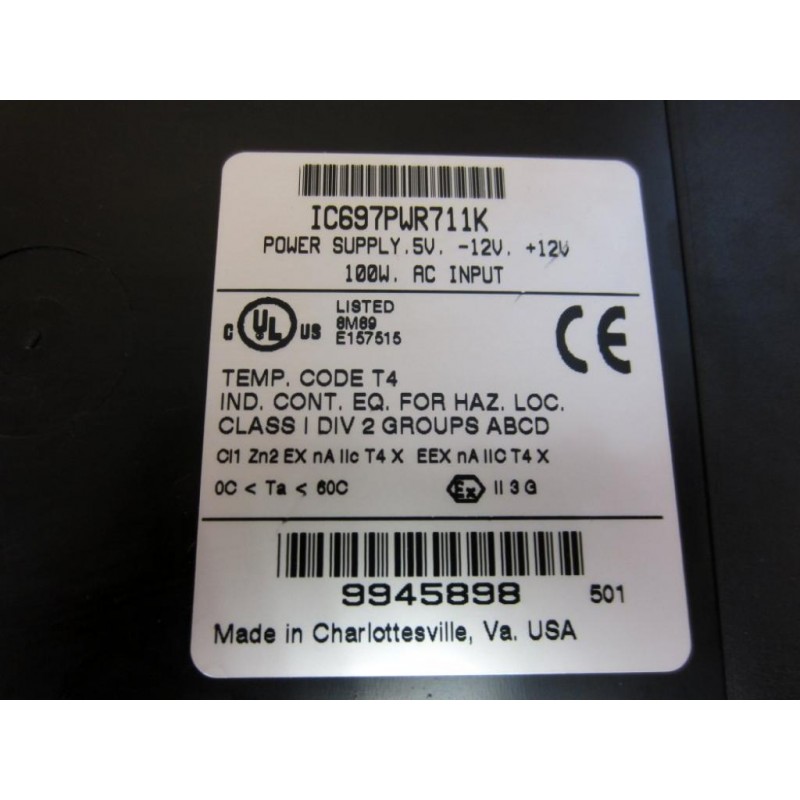 IC697PWR711K
POWER SUPPLY.5V. -12V. +12V
100W. AC INPUT
C UL US
LISTED
8M89
E157515
CE
TEMP. CODE T4
IND. CONT. EQ. FOR HAZ. LOC.
CLASS I DIV 2 GROUPS ABCD
Cl1 Zn2 EX nA IIc T4 X EEX nA IIC T4 X
0C < Ta < 60C Ex II 3 G
9945898 501
Made in Charlottesville, Va. USA